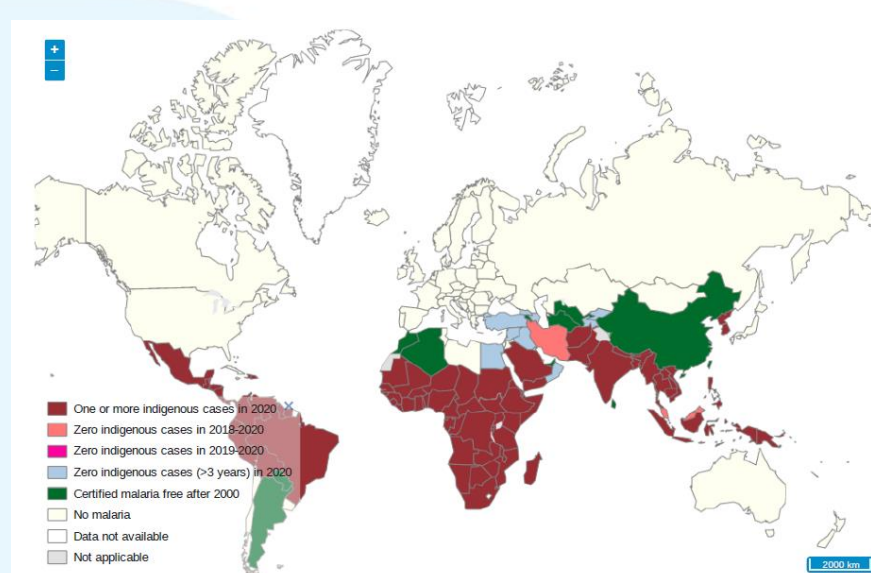 +
−
One or more indigenous cases in 2020
Zero indigenous cases in 2018-2020
Zero indigenous cases in 2019-2020
Zero indigenous cases (>3 years) in 2020
Certified malaria free after 2000
No malaria
Data not available
Not applicable
2000 km